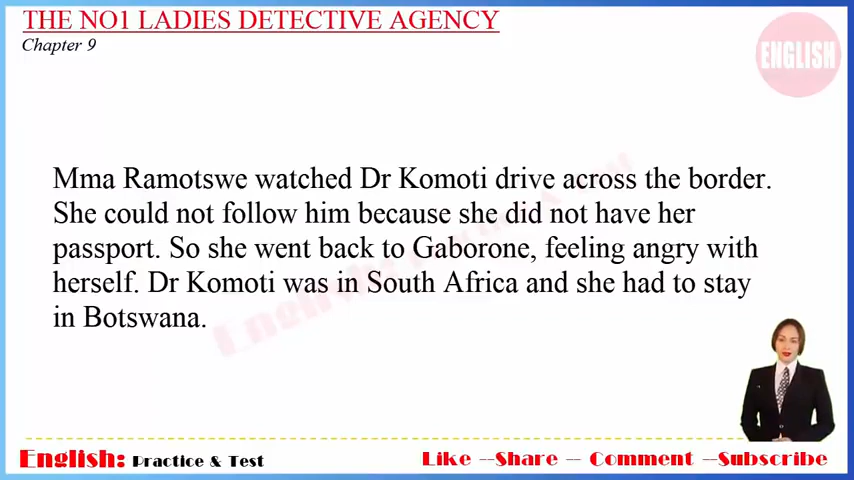 THE NO1 LADIES DETECTIVE AGENCY
Chapter 9
ENGLISH
Mma Ramotswe watched Dr Komoti drive across the border.
She could not follow him because she did not have her
passport. So she went back to Gaborone, feeling angry with
herself. Dr Komoti was in South Africa and she had to stay
in Botswana.
English: Practice & Test
Like --Share -- Comment --Subscribe